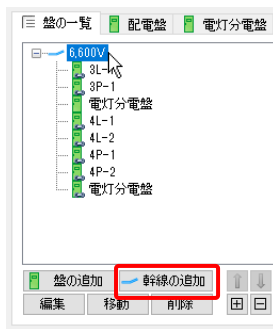 盤の一覧 配電盤 電灯分電盤
6,600V
3L-1
3P-1
電灯分電盤
4L-1
4L-2
4P-1
4P-2
電灯分電盤
盤の追加 幹線の追加
編集 移動 削除